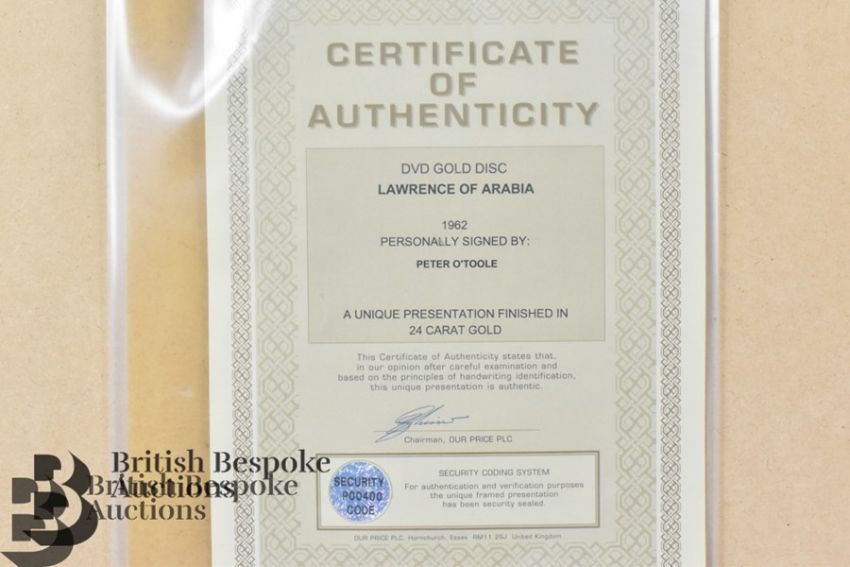 CERTIFICATE
OF
AUTHENTICITY
DVD GOLD DISC
LAWRENCE OF ARABIA
1962
PERSONALLY SIGNED BY:
PETER O'TOOLE
A UNIQUE PRESENTATION FINISHED IN
24 CARAT GOLD
This Certificate of Authenticity states that,
in our opinion after careful examination and
based on the principles of handwriting identification,
this unique presentation is authentic.
Chairman, OUR PRICE PLC
SECURITY
PG0400
CODE
SECURITY CODING SYSTEM
For authentication and verification purposes
the unique framed presentation
has been security sealed.
OUR PRICE PLC, Hornchurch, Essex RM11 2SJ United Kingdom
British Bespoke
Auctions
British Bespoke
Auctions